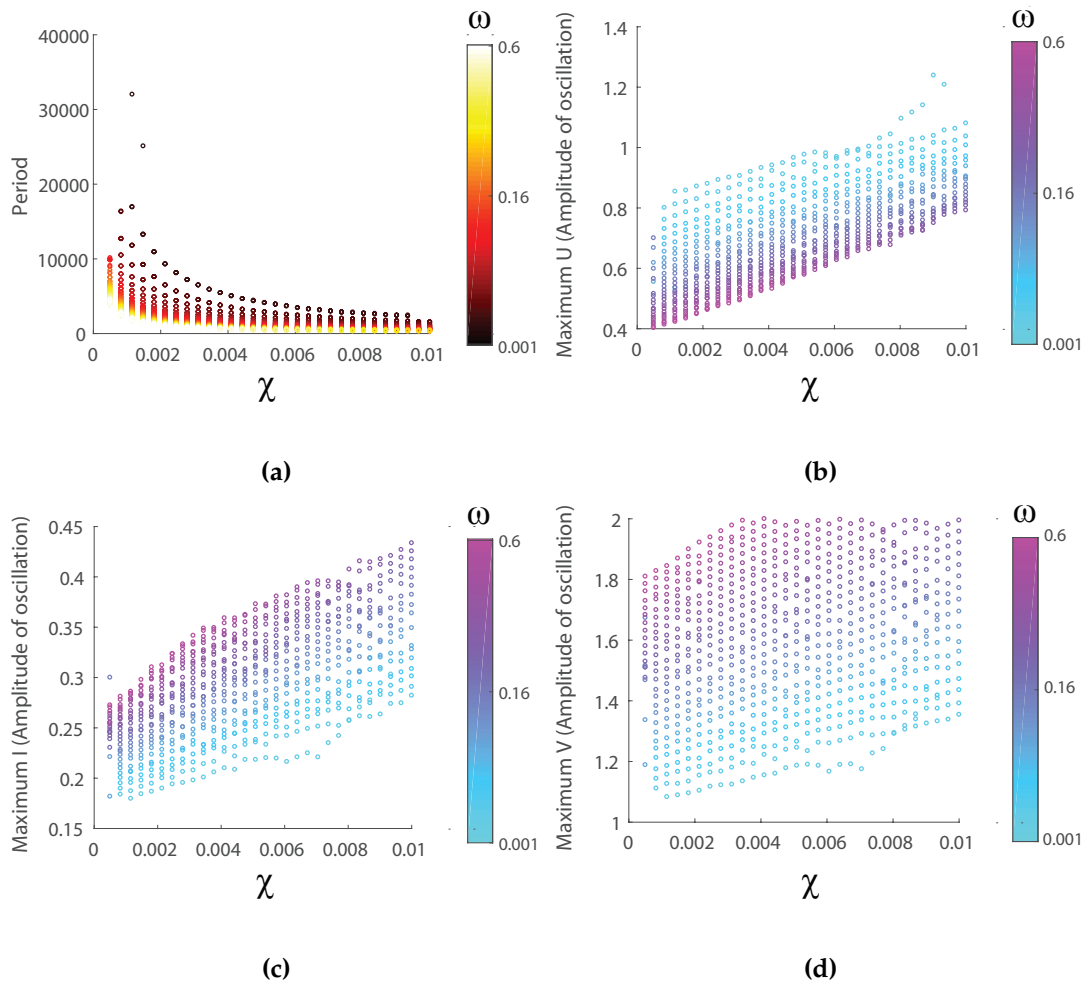 ω
40000
30000
20000
10000
0
Period
0 0.002 0.004 0.006 0.008 0.01
χ
0.6
0.16
0.001
(a)
ω
1.4
1.2
1
0.8
0.6
0.4
Maximum U (Amplitude of oscillation)
0 0.002 0.004 0.006 0.008 0.01
χ
0.6
0.16
0.001
(b)
ω
0.45
0.4
0.35
0.3
0.25
0.2
0.15
Maximum I (Amplitude of oscillation)
0 0.002 0.004 0.006 0.008 0.01
χ
0.6
0.16
0.001
(c)
ω
2
1.8
1.6
1.4
1.2
1
Maximum V (Amplitude of oscillation)
0 0.002 0.004 0.006 0.008 0.01
χ
0.6
0.16
0.001
(d)